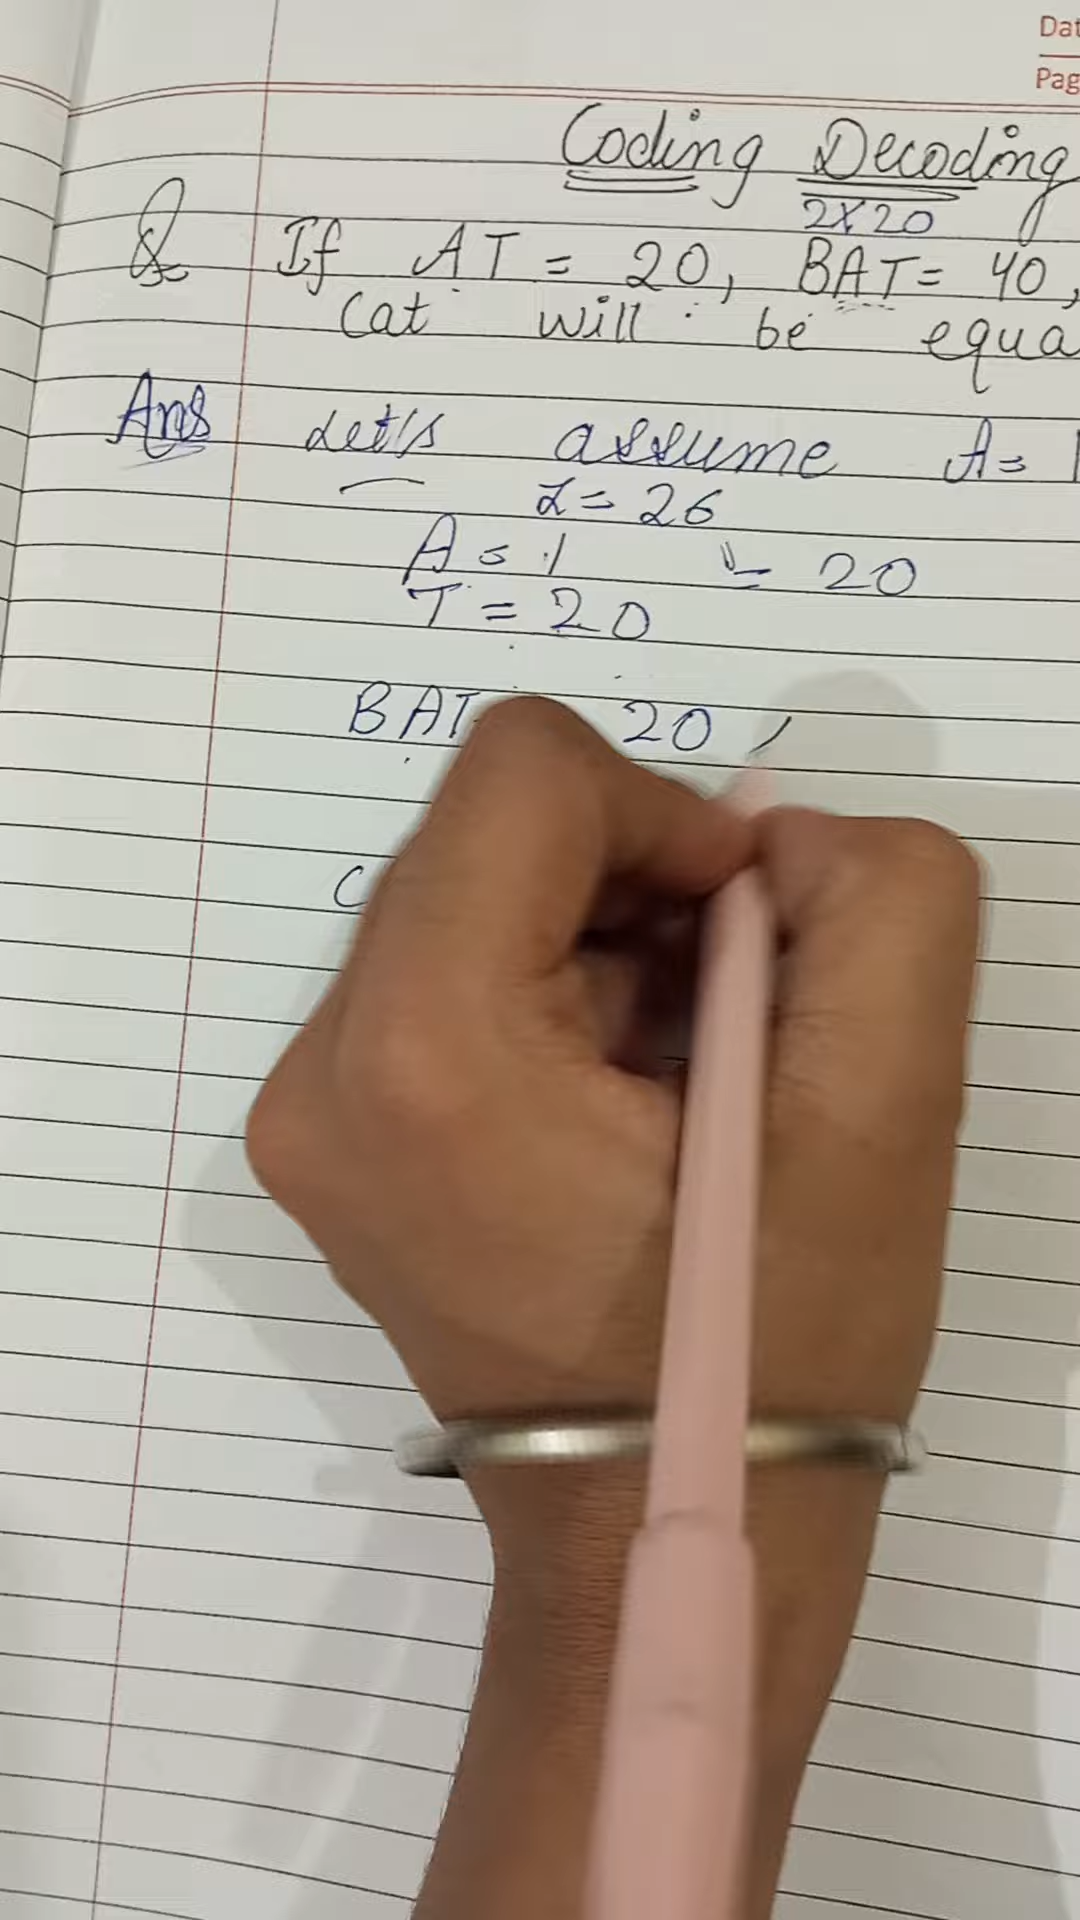 Dat
Pag
Coding Decoding
2x20
Q If AT = 20, BAT = 40,
Cat will be equa
Ans Let's assume A=1
Z = 26
A = 1 = 20
T = 20
BAT 20
C